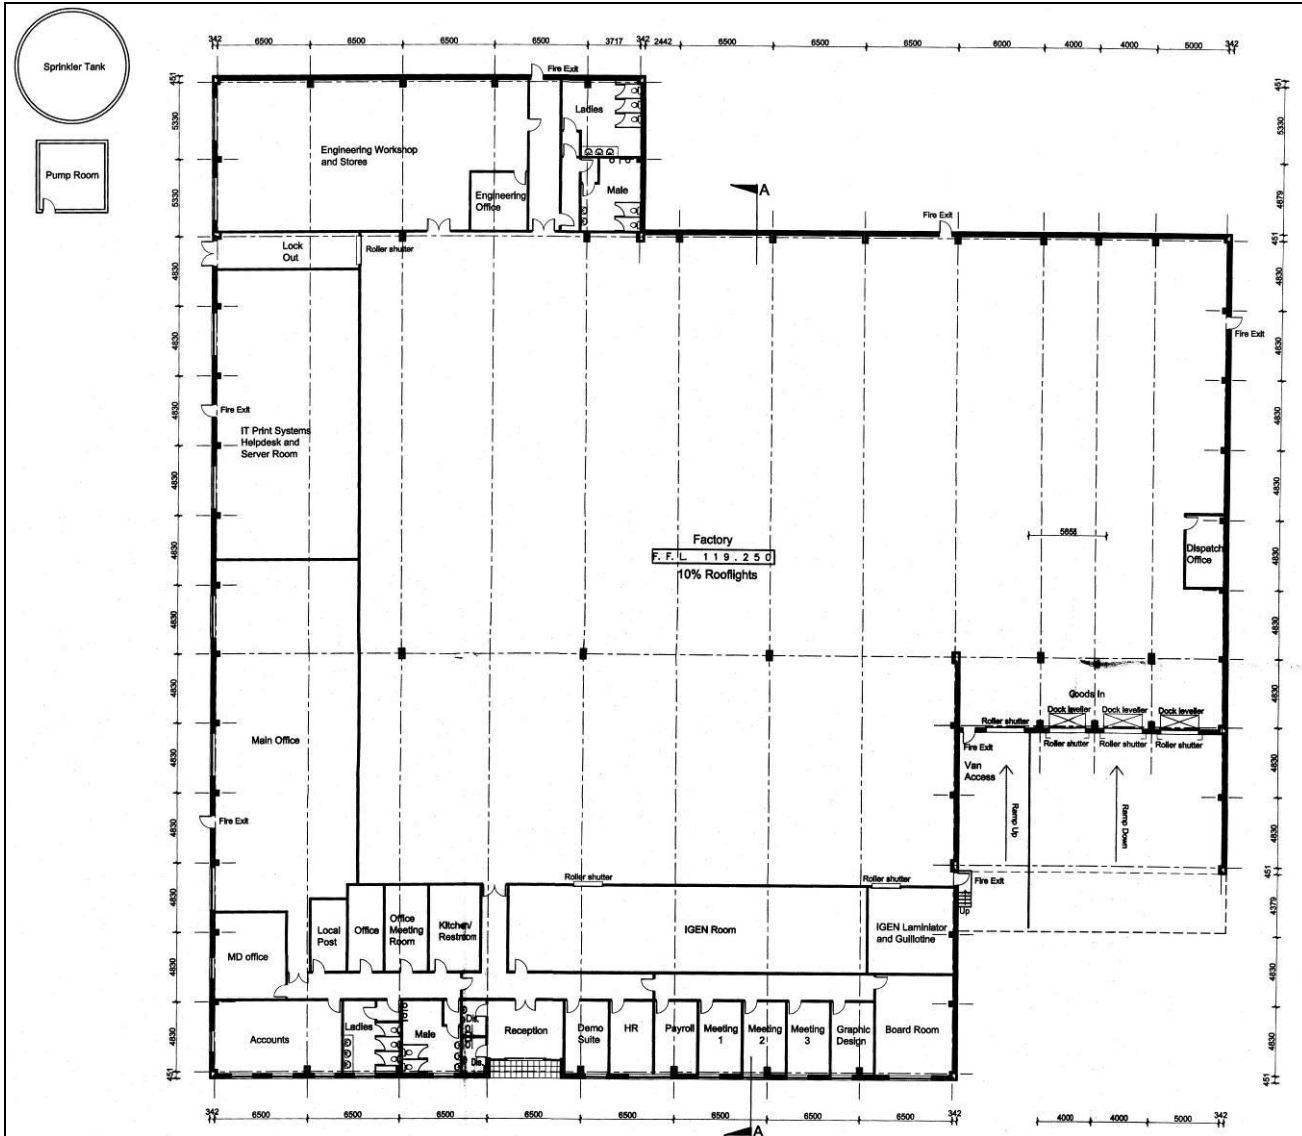 342 6500 6500 6500 6500 3717 342 2442 6500 6500 6500 6000 4000 4000 5000 342
Sprinkler Tank
Pump Room
451
5330
5330
4830
4830
4830
4830
4830
4830
4830
4830
4830
4830
4830
4830
451
Fire Exit
Ladies
Engineering Workshop
and Stores
Engineering
Office
Male
A
Fire Exit
Lock
Out
Roller shutter
Fire Exit
Fire Exit
IT Print Systems
Helpdesk and
Server Room
Factory
F.F.L. 119.250
10% Rooflights
5658
Dispatch
Office
Main Office
Goods In
Dock leveller
Dock leveller
Dock leveller
Roller shutter
Roller shutter
Roller shutter
Roller shutter
Fire Exit
Van
Access
Ramp Up
Ramp Down
Fire Exit
Roller shutter
Roller shutter
Fire Exit
Up
MD office
Local
Post
Office
Office
Meeting
Room
Kitchen/
Restroom
IGEN Room
IGEN Laminiator
and Guillotine
Accounts
Ladies
Male
Dis.
Dis.
Reception
Demo
Suite
HR
Payroll
Meeting
1
Meeting
2
Meeting
3
Graphic
Design
Board Room
451
5330
4879
451
4830
4830
4830
4830
4830
4830
4830
4830
4830
451
4379
4830
4830
451
342 6500 6500 6500 6500 6500 6500 6500 342
4000 4000 5000 342
A